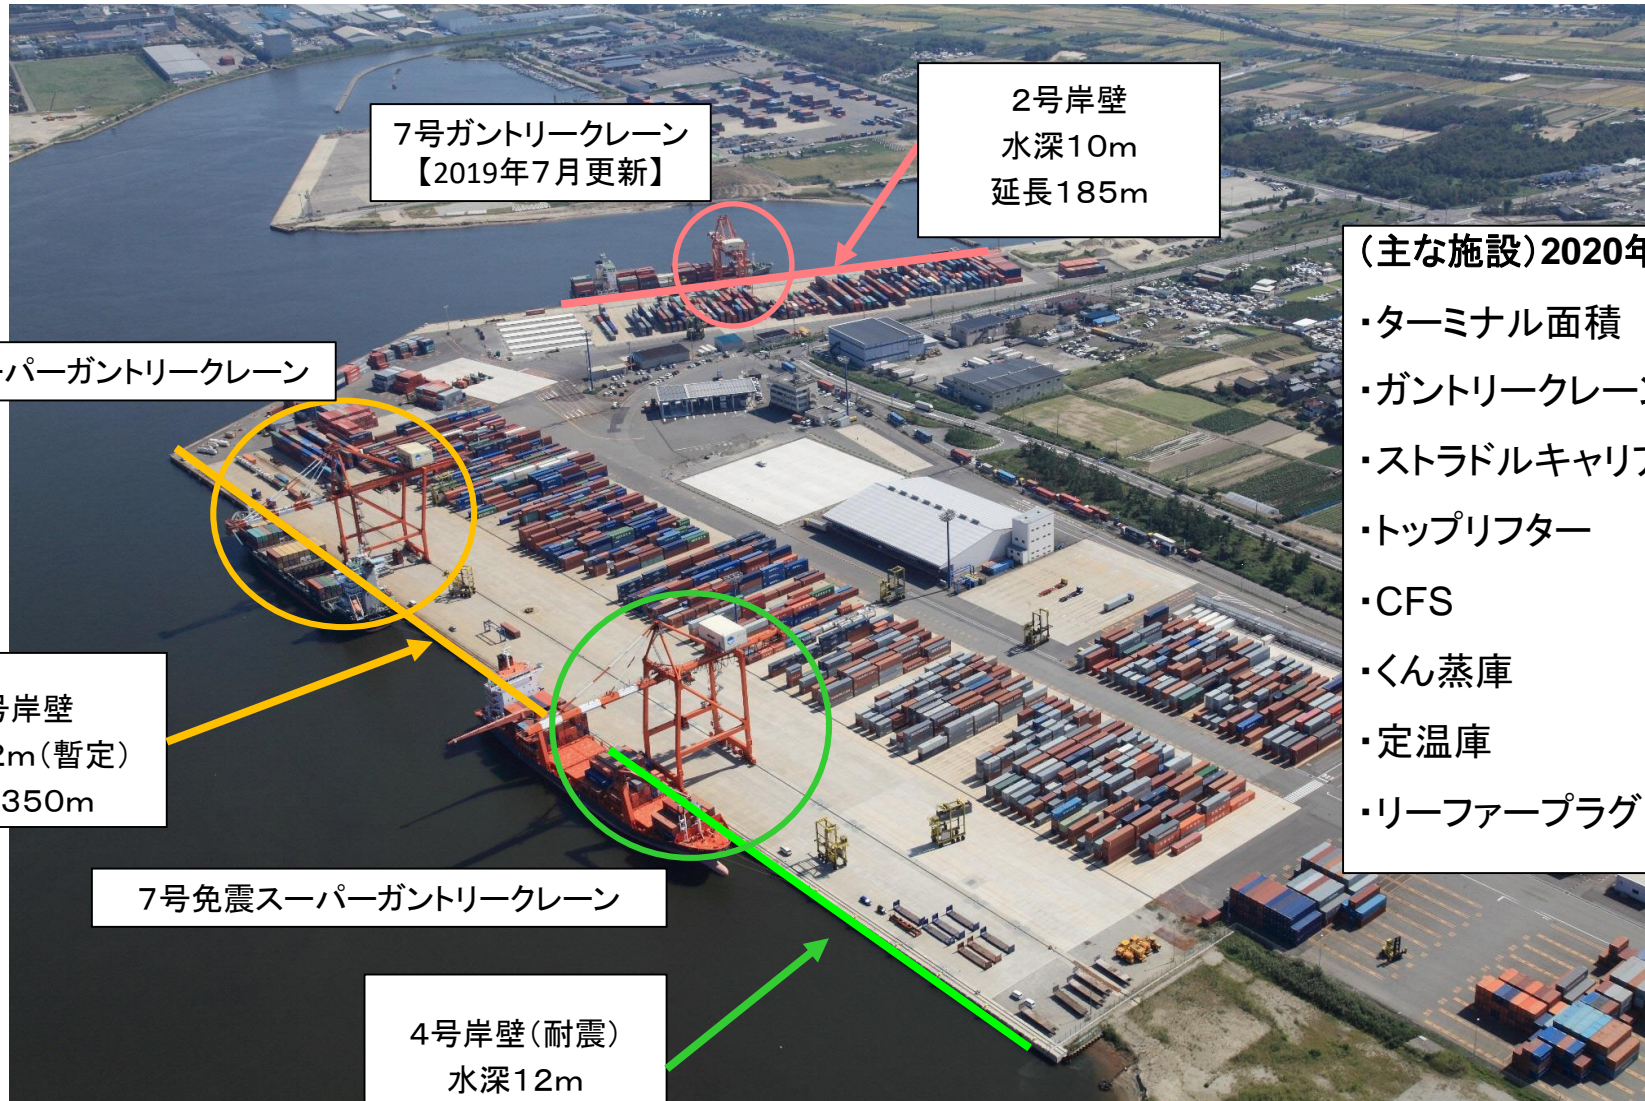 7号ガントリークレーン
【2019年7月更新】
2号岸壁
水深10m
延長185m
パーガントリークレーン
号岸壁
2m（暫定）
350m
7号免震スーパーガントリークレーン
4号岸壁（耐震）
水深12m
（主な施設）2020年
・ターミナル面積
・ガントリークレーン
・ストラドルキャリア
・トップリフター
・CFS
・くん蒸庫
・定温庫
・リーファープラグ